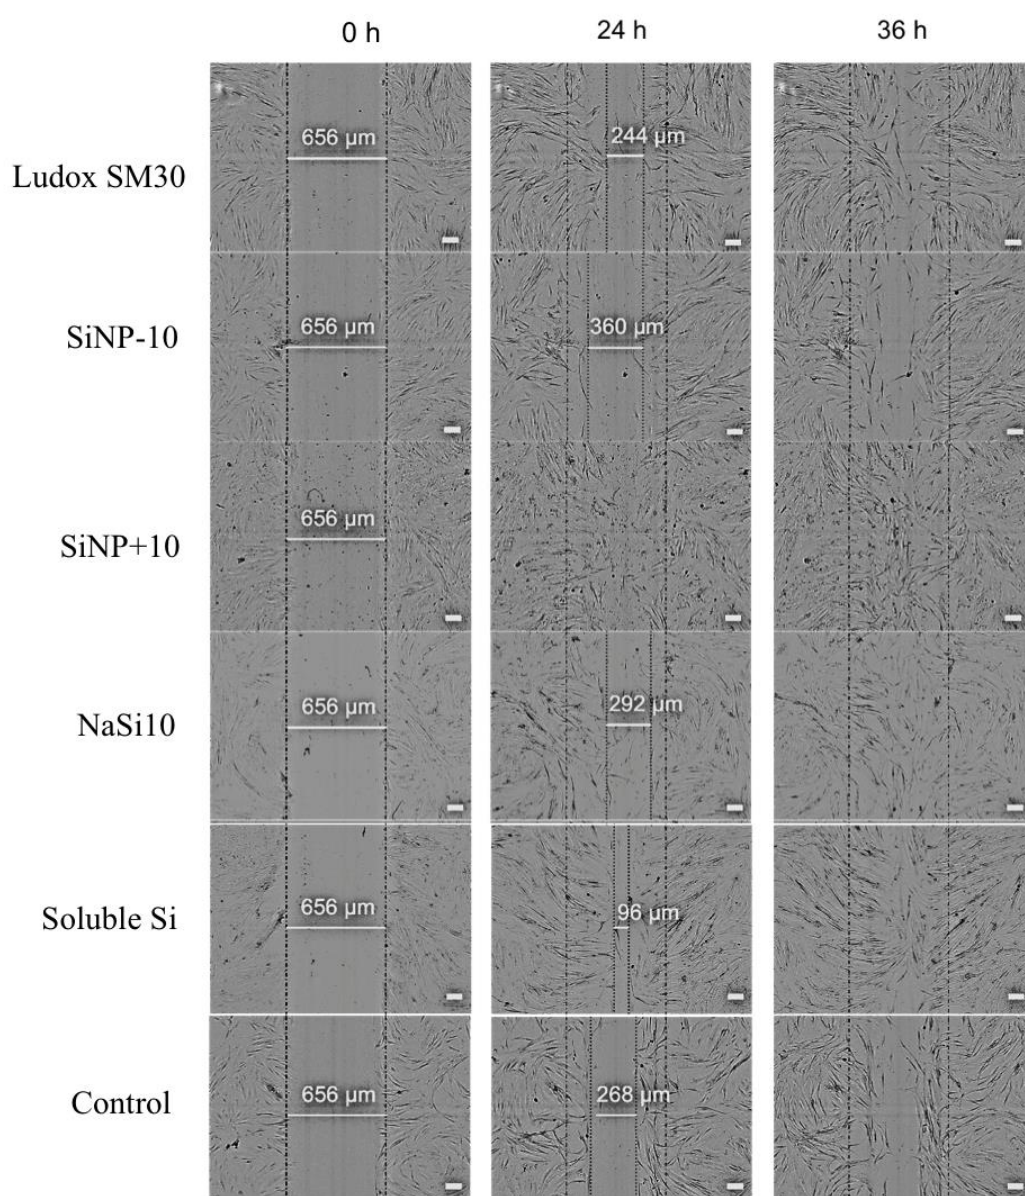 0 h 24 h 36 h
Ludox SM30 656 µm 244 µm
SiNP-10 656 µm 360 µm
SiNP+10 656 µm
NaSi10 656 µm 292 µm
Soluble Si 656 µm 96 µm
Control 656 µm 268 µm